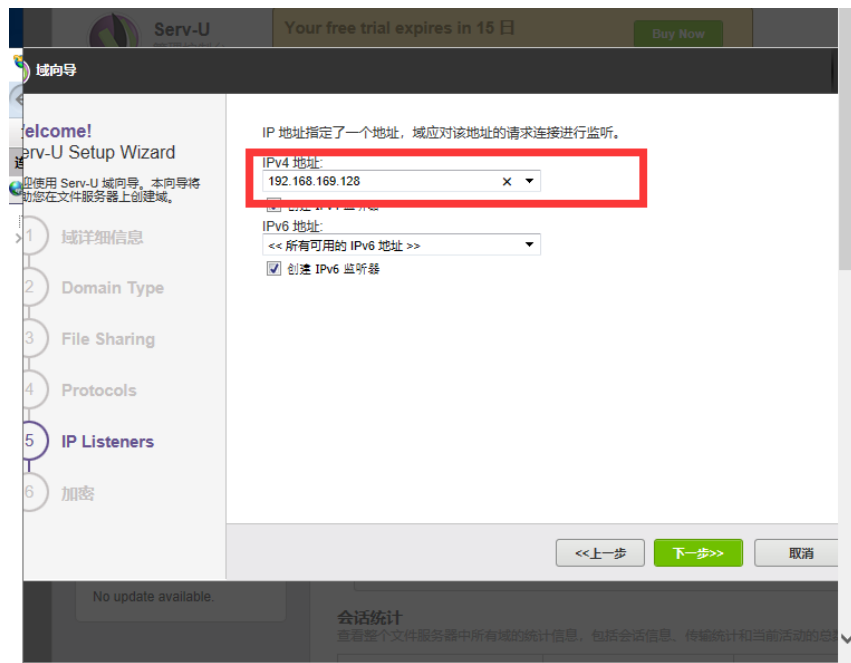 Serv-U
Your free trial expires in 15 日
Buy Now
域向导
elcome!
erv-U Setup Wizard
迎使用 Serv-U 域向导。本向导将
助您在文件服务器上创建域。
1 域详细信息
2 Domain Type
3 File Sharing
4 Protocols
5 IP Listeners
6 加密
IP 地址指定了一个地址，域应对该地址的请求连接进行监听。
IPv4 地址:
192.168.169.128
IPv6 地址:
<< 所有可用的 IPv6 地址 >>
创建 IPv6 监听器
<<上一步
下一步>>
取消
No update available.
会话统计
查看整个文件服务器中所有域的统计信息，包括会话信息、传输统计和当前活动的总